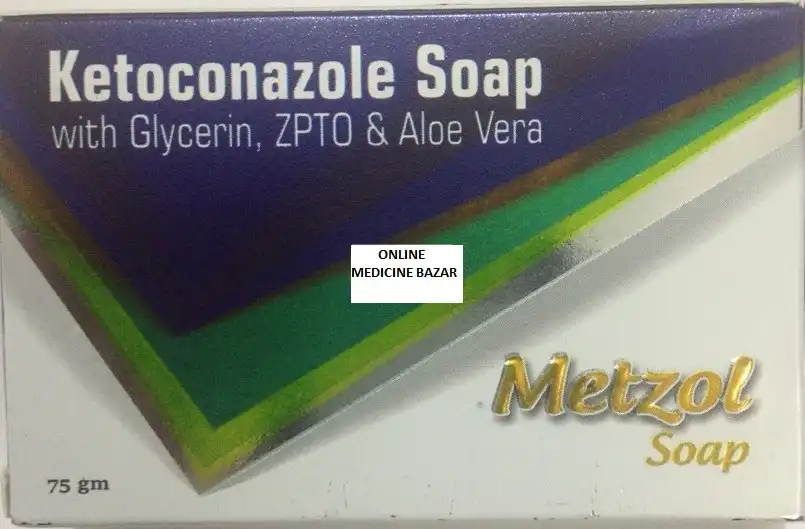 Ketoconazole Soap
with Glycerin, ZPTO & Aloe Vera
ONLINE
MEDICINE BAZAR
Metzol
Soap
75 gm